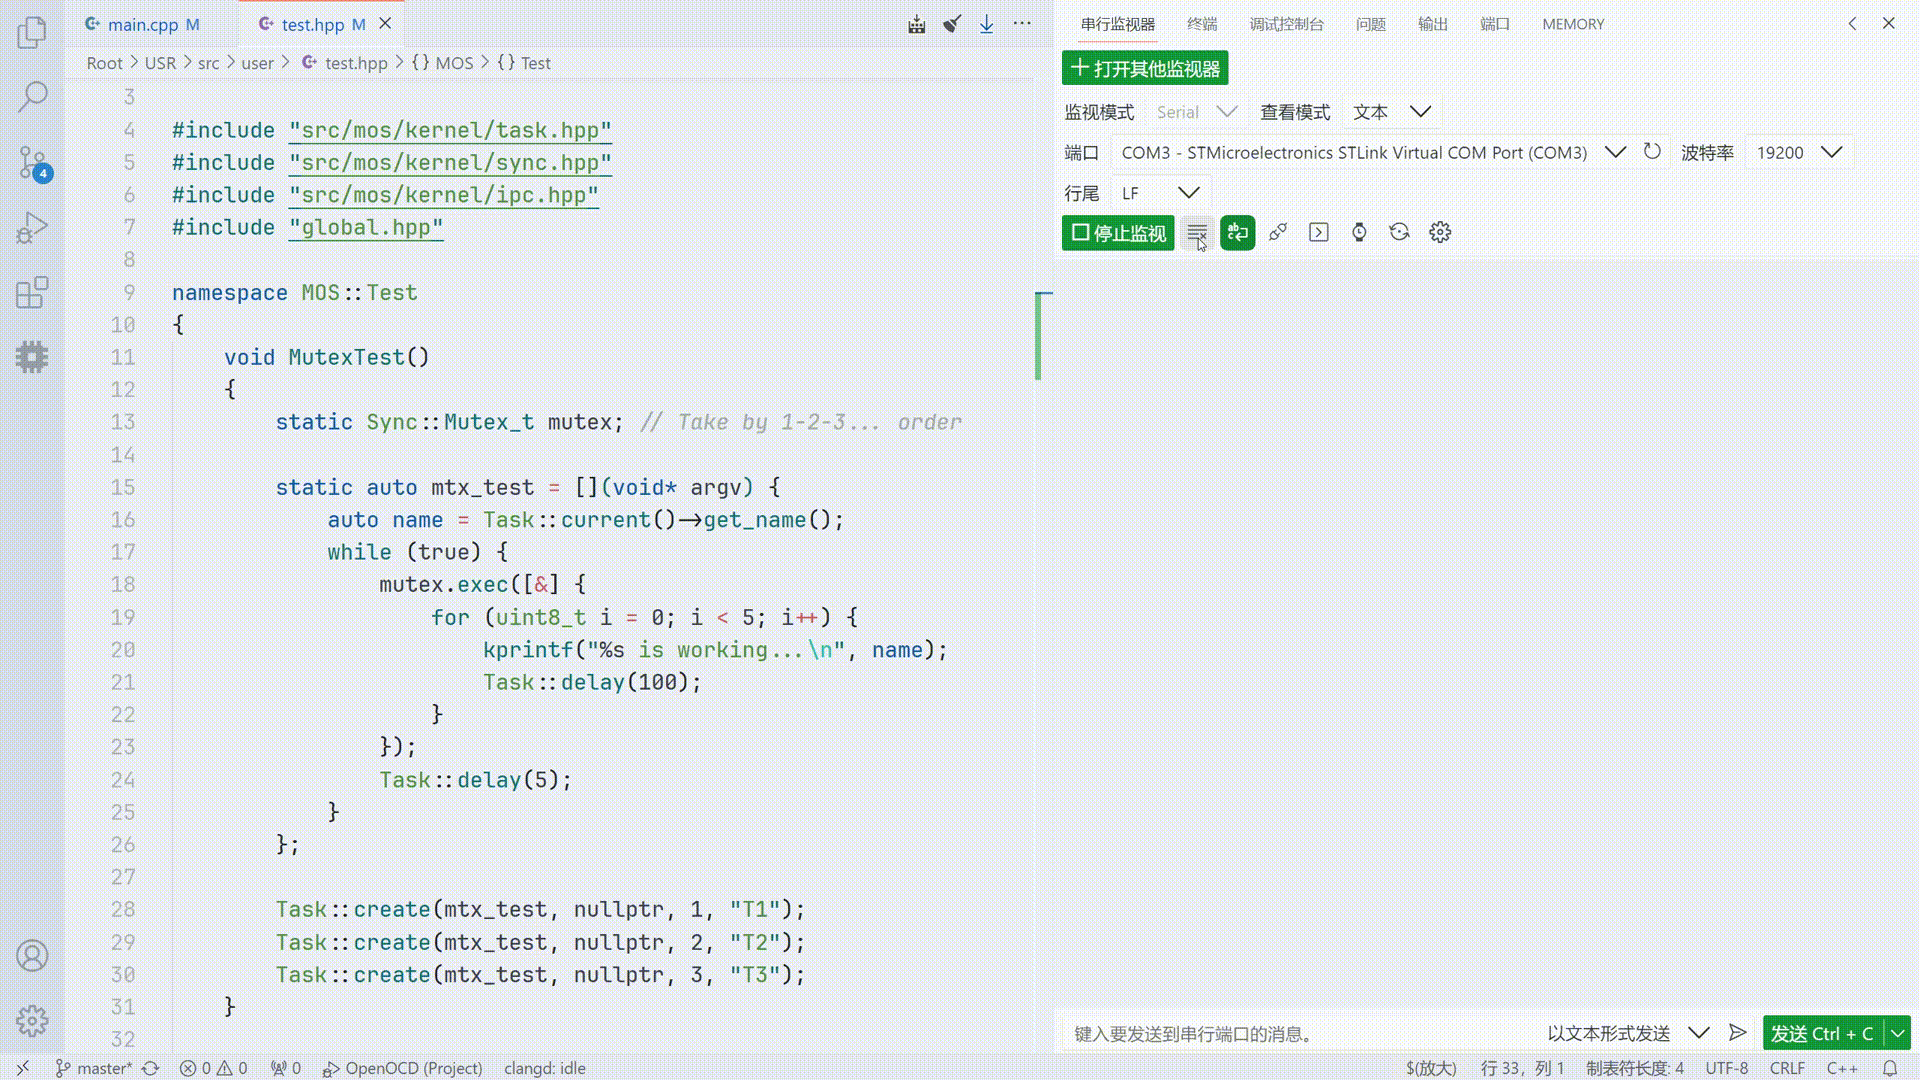 main.cpp M
test.hpp M
Root > USR > src > user > test.hpp > {} MOS > {} Test
3
4 #include "src/mos/kernel/task.hpp"
5 #include "src/mos/kernel/sync.hpp"
6 #include "src/mos/kernel/ipc.hpp"
7 #include "global.hpp"
8
9 namespace MOS::Test
10 {
11 void MutexTest()
12 {
13 static Sync::Mutex_t mutex; // Take by 1-2-3... order
14
15 static auto mtx_test = [](void* argv) {
16 auto name = Task::current()->get_name();
17 while (true) {
18 mutex.exec([&] {
19 for (uint8_t i = 0; i < 5; i++) {
20 kprintf("%s is working...\n", name);
21 Task::delay(100);
22 }
23 });
24 Task::delay(5);
25 }
26 };
27
28 Task::create(mtx_test, nullptr, 1, "T1");
29 Task::create(mtx_test, nullptr, 2, "T2");
30 Task::create(mtx_test, nullptr, 3, "T3");
31 }
32
串行监视器 终端 调试控制台 问题 输出 端口 MEMORY
打开其他监视器
监视模式 Serial 查看模式 文本
端口 COM3 - STMicroelectronics STLink Virtual COM Port (COM3) 波特率 19200
行尾 LF
停止监视
键入要发送到串行端口的消息。 以文本形式发送 发送 Ctrl + C
4
master* 0 0 0 OpenOCD (Project) clangd: idle $(放大) 行 33，列 1 制表符长度: 4 UTF-8 CRLF C++